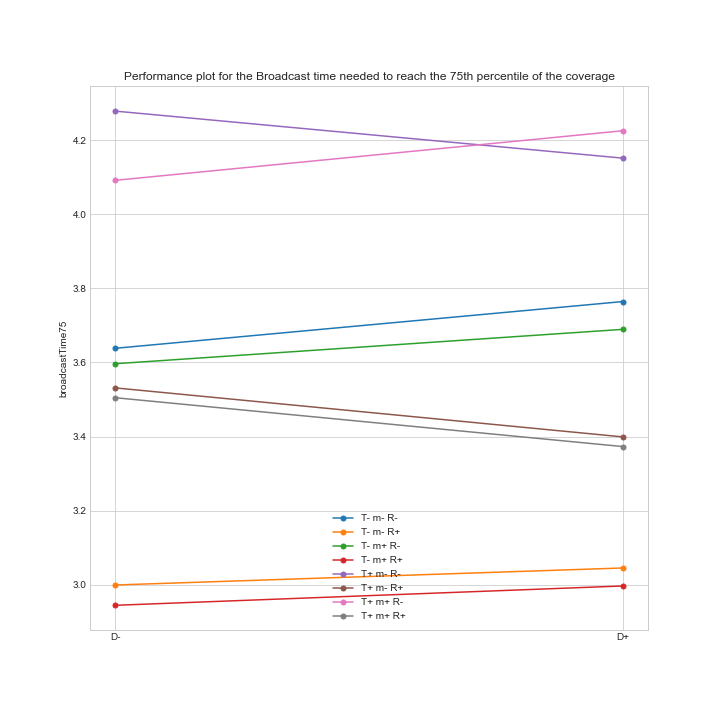 Performance plot for the Broadcast time needed to reach the 75th percentile of the coverage
broadcastTime75
4.2
4.0
3.8
3.6
3.4
3.2
3.0
T- m- R-
T- m- R+
T- m+ R-
T- m+ R+
T+ m- R-
T+ m- R+
T+ m+ R-
T+ m+ R+
D-
D+